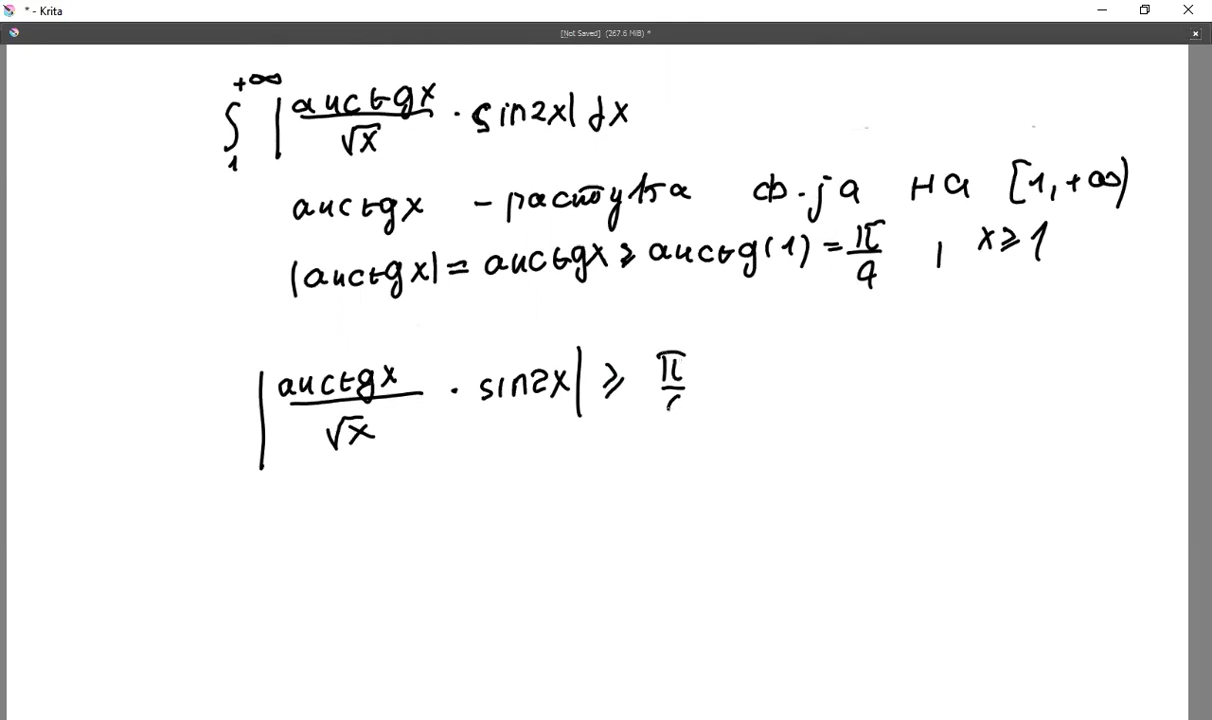 * - Krita
[Not Saved] (267.6 MiB) *
∫₁^{+∞} | arctgx / √x · sin2x | dx
arctgx - растућа ф-ја на [1, +∞)
|arctgx| = arctgx ≥ arctg(1) = π/4 , x ≥ 1
| arctgx / √x · sin2x | ≥ π